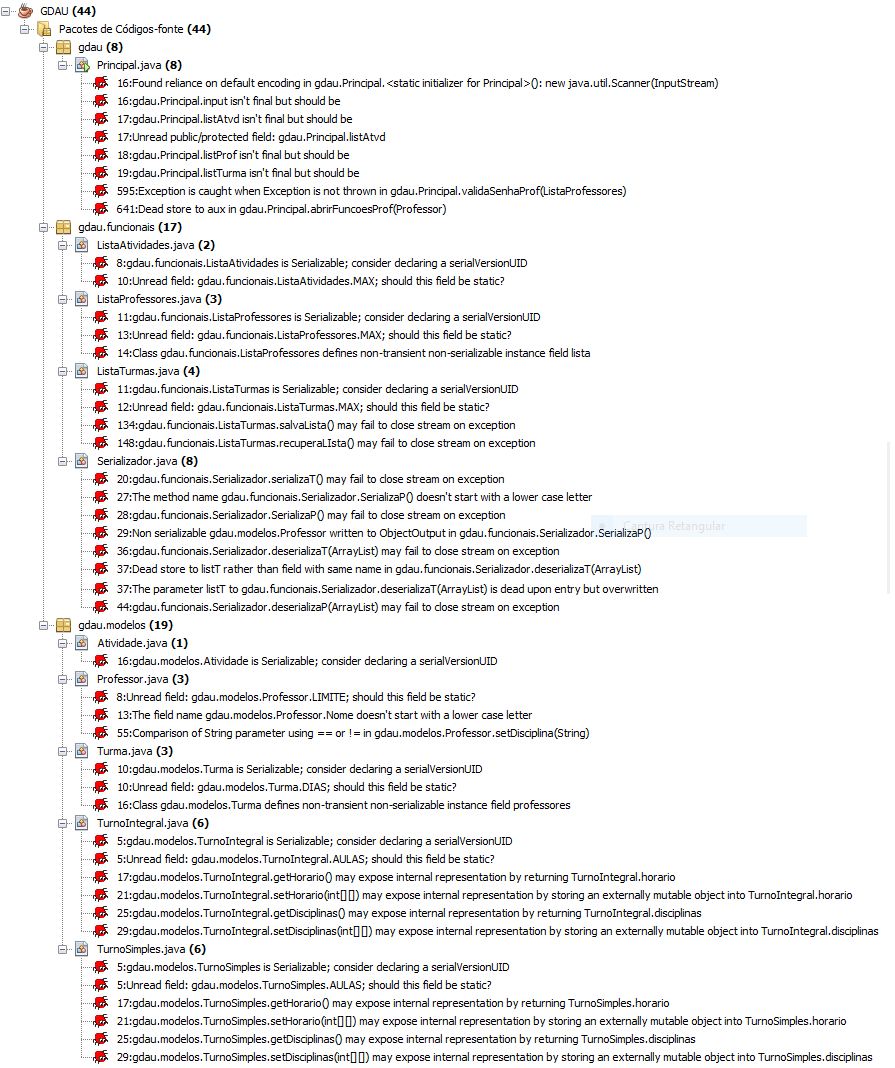 GDAU (44)
Pacotes de Códigos-fonte (44)
gdau (8)
Principal.java (8)
16:Found reliance on default encoding in gdau.Principal.<static initializer for Principal>(): new java.util.Scanner(InputStream)
16:gdau.Principal.input isn't final but should be
17:gdau.Principal.listAtvd isn't final but should be
17:Unread public/protected field: gdau.Principal.listAtvd
18:gdau.Principal.listProf isn't final but should be
19:gdau.Principal.listTurma isn't final but should be
595:Exception is caught when Exception is not thrown in gdau.Principal.validaSenhaProf(ListaProfessores)
641:Dead store to aux in gdau.Principal.abrirFuncoesProf(Professor)
gdau.funcionais (17)
ListaAtividades.java (2)
8:gdau.funcionais.ListaAtividades is Serializable; consider declaring a serialVersionUID
10:Unread field: gdau.funcionais.ListaAtividades.MAX; should this field be static?
ListaProfessores.java (3)
11:gdau.funcionais.ListaProfessores is Serializable; consider declaring a serialVersionUID
13:Unread field: gdau.funcionais.ListaProfessores.MAX; should this field be static?
14:Class gdau.funcionais.ListaProfessores defines non-transient non-serializable instance field lista
ListaTurmas.java (4)
11:gdau.funcionais.ListaTurmas is Serializable; consider declaring a serialVersionUID
12:Unread field: gdau.funcionais.ListaTurmas.MAX; should this field be static?
134:gdau.funcionais.ListaTurmas.salvaLista() may fail to close stream on exception
148:gdau.funcionais.ListaTurmas.recuperaLIsta() may fail to close stream on exception
Serializador.java (8)
20:gdau.funcionais.Serializador.serializaT() may fail to close stream on exception
27:The method name gdau.funcionais.Serializador.SerializaP() doesn't start with a lower case letter
28:gdau.funcionais.Serializador.SerializaP() may fail to close stream on exception
Captura Retangular
29:Non serializable gdau.modelos.Professor written to ObjectOutput in gdau.funcionais.Serializador.SerializaP()
36:gdau.funcionais.Serializador.deserializaT(ArrayList) may fail to close stream on exception
37:Dead store to listT rather than field with same name in gdau.funcionais.Serializador.deserializaT(ArrayList)
37:The parameter listT to gdau.funcionais.Serializador.deserializaT(ArrayList) is dead upon entry but overwritten
44:gdau.funcionais.Serializador.deserializaP(ArrayList) may fail to close stream on exception
gdau.modelos (19)
Atividade.java (1)
16:gdau.modelos.Atividade is Serializable; consider declaring a serialVersionUID
Professor.java (3)
8:Unread field: gdau.modelos.Professor.LIMITE; should this field be static?
13:The field name gdau.modelos.Professor.Nome doesn't start with a lower case letter
55:Comparison of String parameter using == or != in gdau.modelos.Professor.setDisciplina(String)
Turma.java (3)
10:gdau.modelos.Turma is Serializable; consider declaring a serialVersionUID
10:Unread field: gdau.modelos.Turma.DIAS; should this field be static?
16:Class gdau.modelos.Turma defines non-transient non-serializable instance field professores
TurnoIntegral.java (6)
5:gdau.modelos.TurnoIntegral is Serializable; consider declaring a serialVersionUID
5:Unread field: gdau.modelos.TurnoIntegral.AULAS; should this field be static?
17:gdau.modelos.TurnoIntegral.getHorario() may expose internal representation by returning TurnoIntegral.horario
21:gdau.modelos.TurnoIntegral.setHorario(int[][]) may expose internal representation by storing an externally mutable object into TurnoIntegral.horario
25:gdau.modelos.TurnoIntegral.getDisciplinas() may expose internal representation by returning TurnoIntegral.disciplinas
29:gdau.modelos.TurnoIntegral.setDisciplinas(int[][]) may expose internal representation by storing an externally mutable object into TurnoIntegral.disciplinas
TurnoSimples.java (6)
5:gdau.modelos.TurnoSimples is Serializable; consider declaring a serialVersionUID
5:Unread field: gdau.modelos.TurnoSimples.AULAS; should this field be static?
17:gdau.modelos.TurnoSimples.getHorario() may expose internal representation by returning TurnoSimples.horario
21:gdau.modelos.TurnoSimples.setHorario(int[][]) may expose internal representation by storing an externally mutable object into TurnoSimples.horario
25:gdau.modelos.TurnoSimples.getDisciplinas() may expose internal representation by returning TurnoSimples.disciplinas
29:gdau.modelos.TurnoSimples.setDisciplinas(int[][]) may expose internal representation by storing an externally mutable object into TurnoSimples.disciplinas